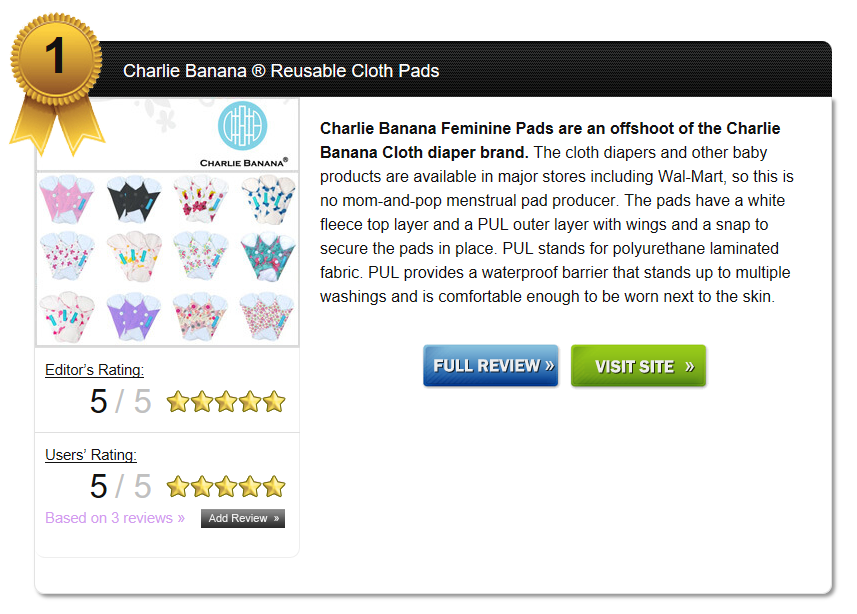 1
Charlie Banana ® Reusable Cloth Pads
CHARLIE BANANA®
Charlie Banana Feminine Pads are an offshoot of the Charlie
Banana Cloth diaper brand. The cloth diapers and other baby
products are available in major stores including Wal-Mart, so this is
no mom-and-pop menstrual pad producer. The pads have a white
fleece top layer and a PUL outer layer with wings and a snap to
secure the pads in place. PUL stands for polyurethane laminated
fabric. PUL provides a waterproof barrier that stands up to multiple
washings and is comfortable enough to be worn next to the skin.
FULL REVIEW » VISIT SITE »
Editor’s Rating:
5 / 5
Users’ Rating:
5 / 5
Based on 3 reviews » Add Review »